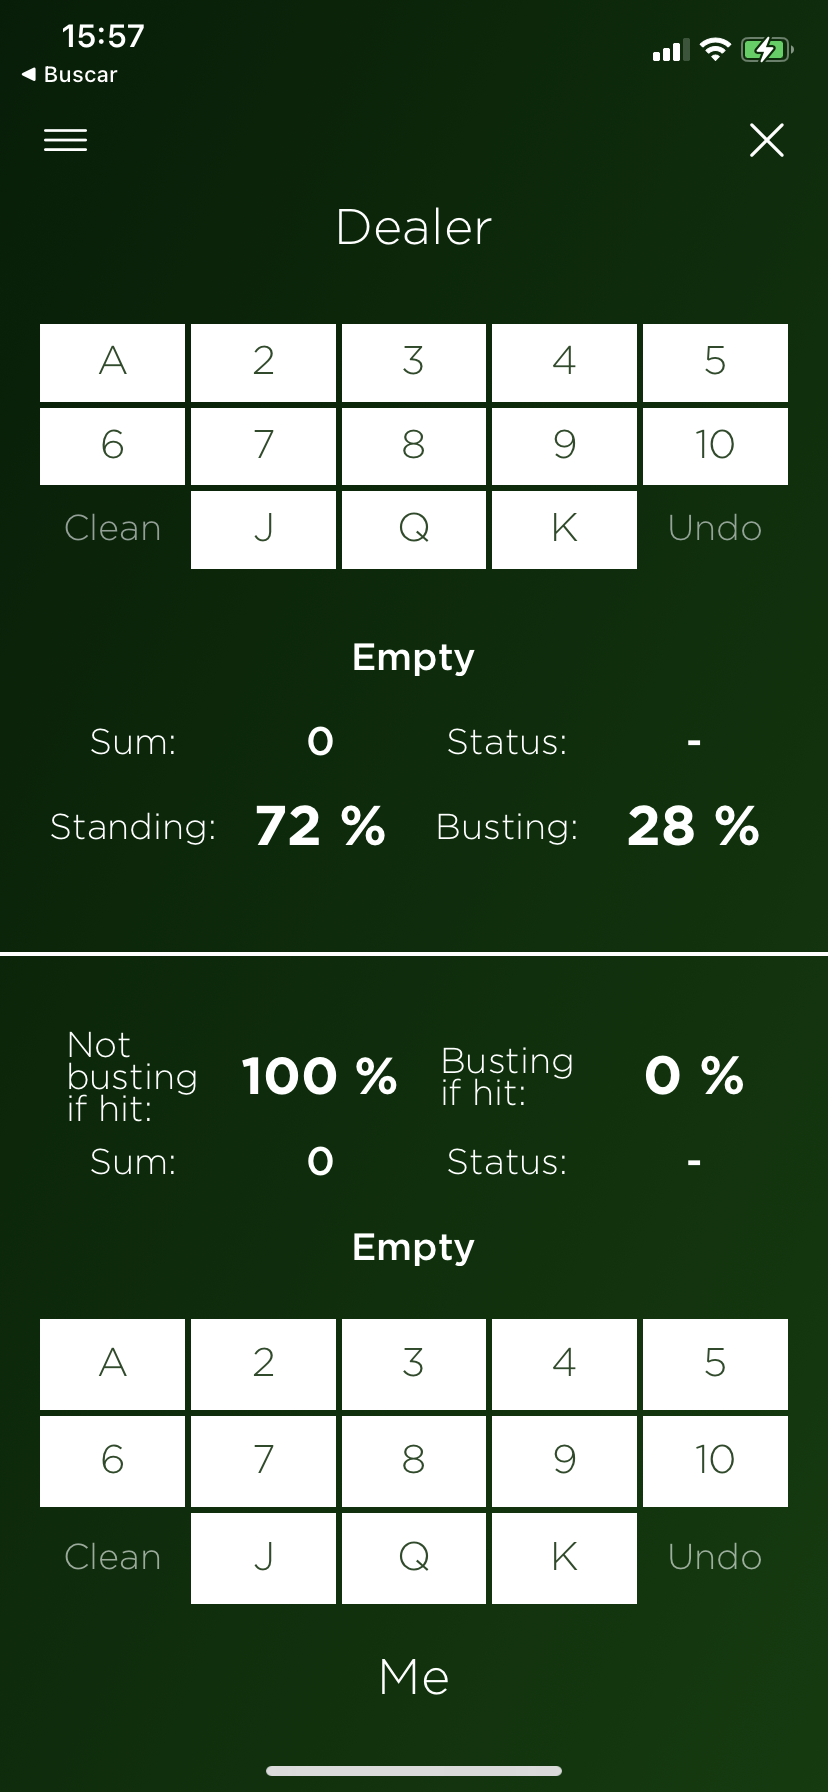 15:57
◀ Buscar
Dealer
A 2 3 4 5
6 7 8 9 10
Clean J Q K Undo
Empty
Sum: 0 Status: -
Standing: 72 % Busting: 28 %
Not
busting
if hit:
100 %
Busting
if hit:
0 %
Sum: 0 Status: -
Empty
A 2 3 4 5
6 7 8 9 10
Clean J Q K Undo
Me